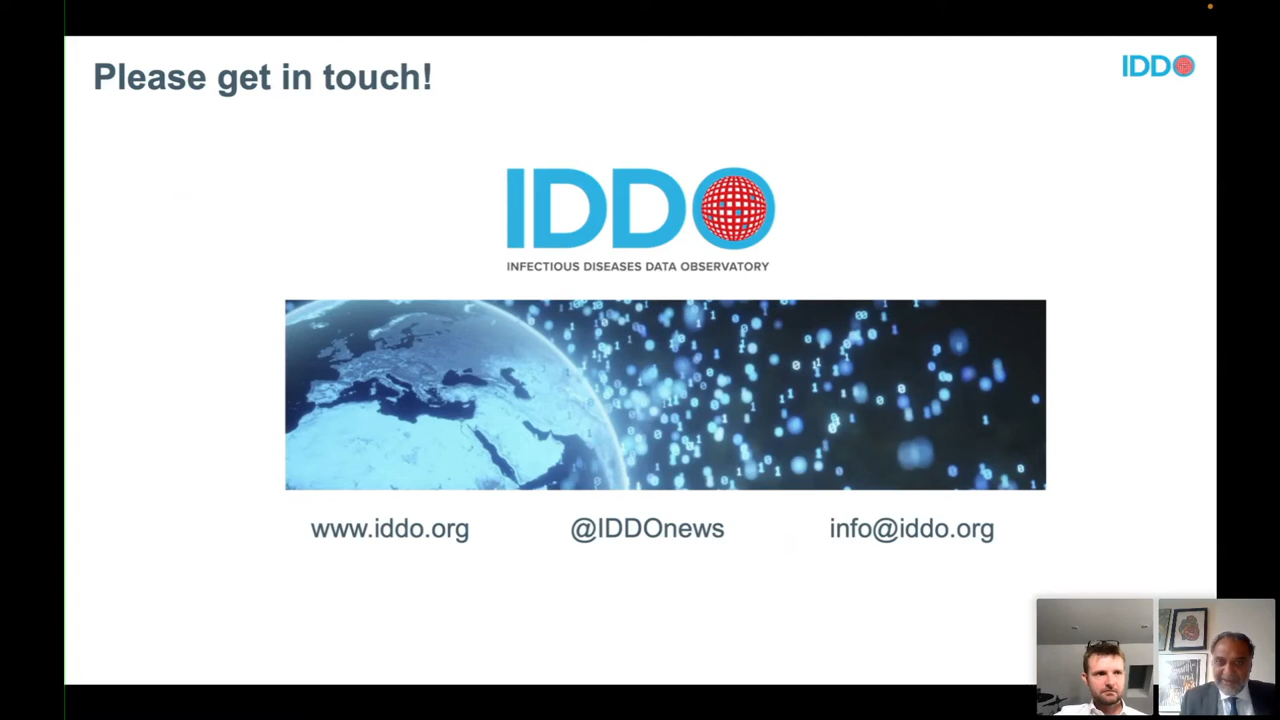 Please get in touch!
IDDO
IDDO
INFECTIOUS DISEASES DATA OBSERVATORY
www.iddo.org
@IDDOnews
info@iddo.org